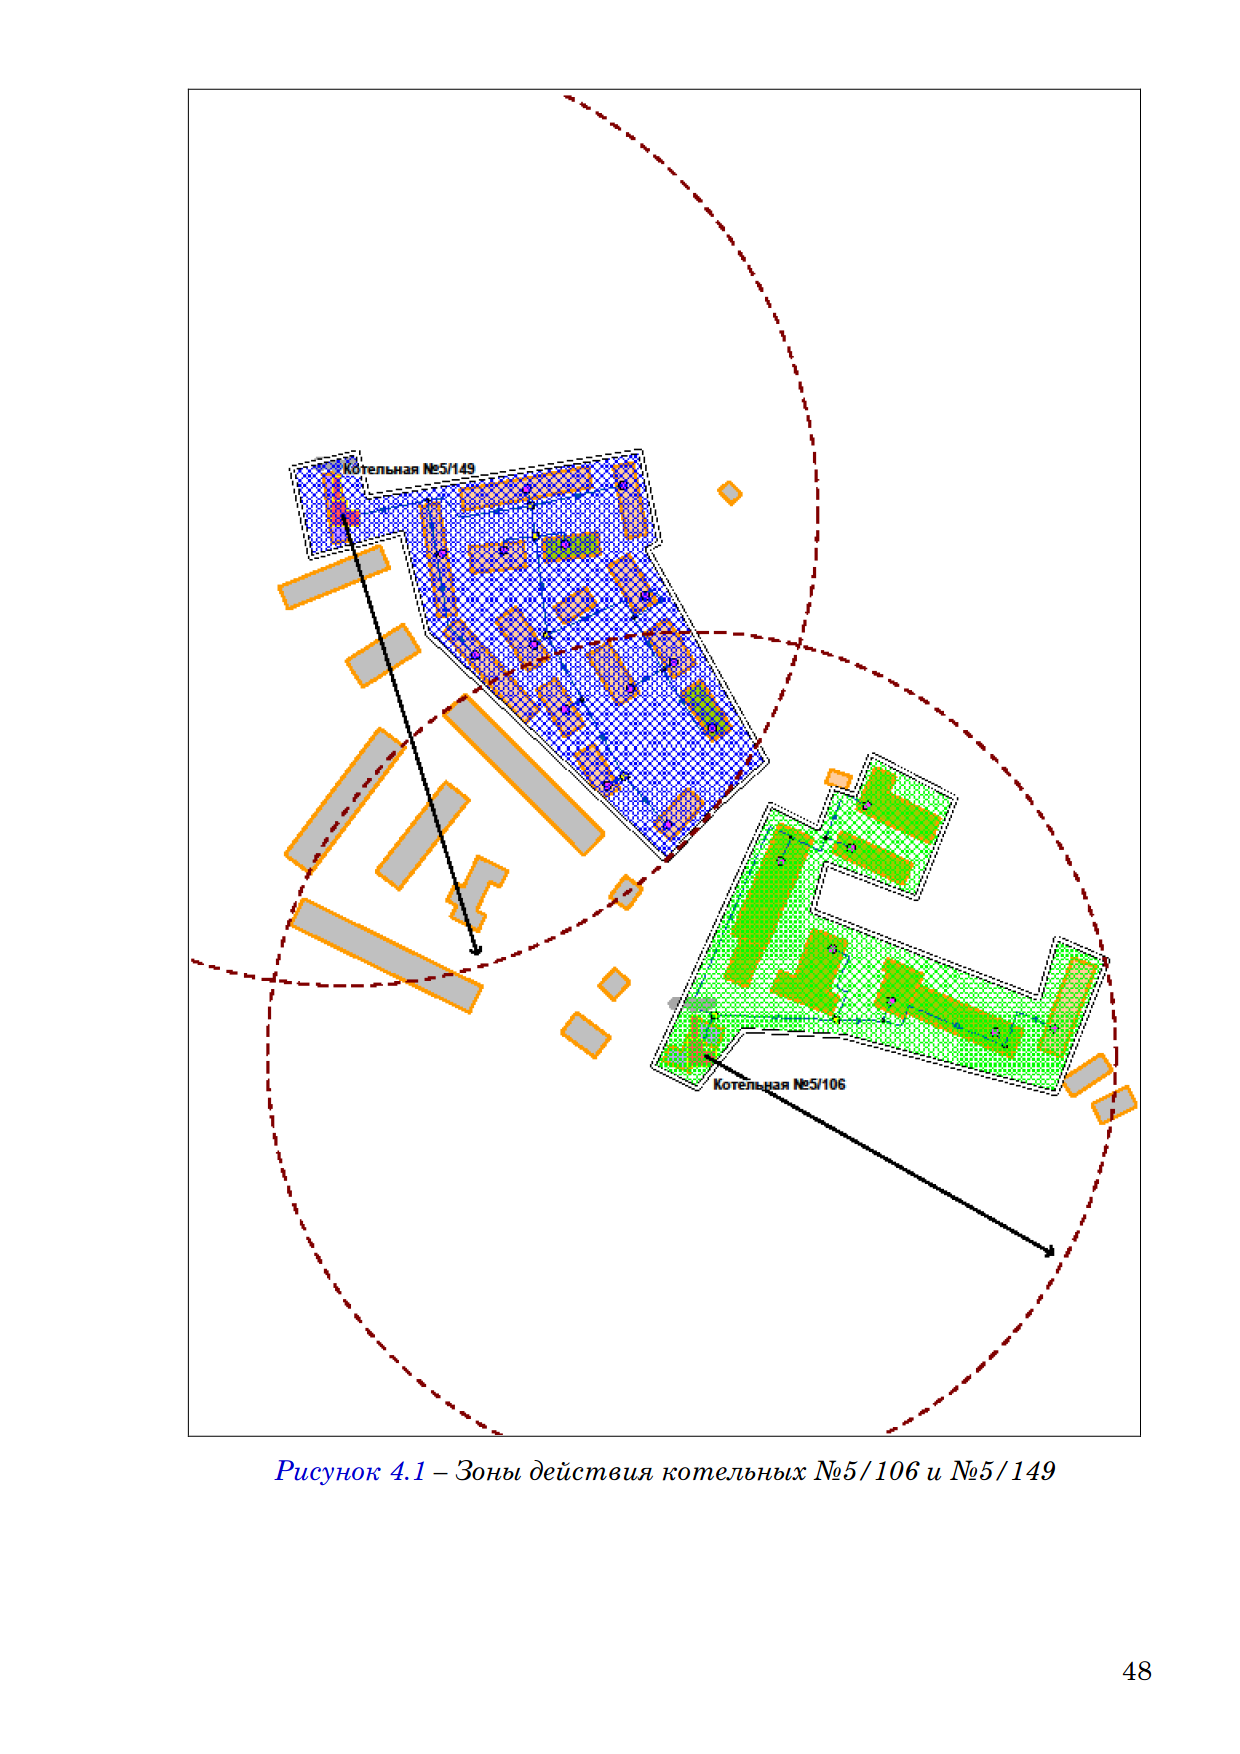 Котельная №5/149
Котельная №5/106
Рисунок 4.1 – Зоны действия котельных №5/106 и №5/149
48